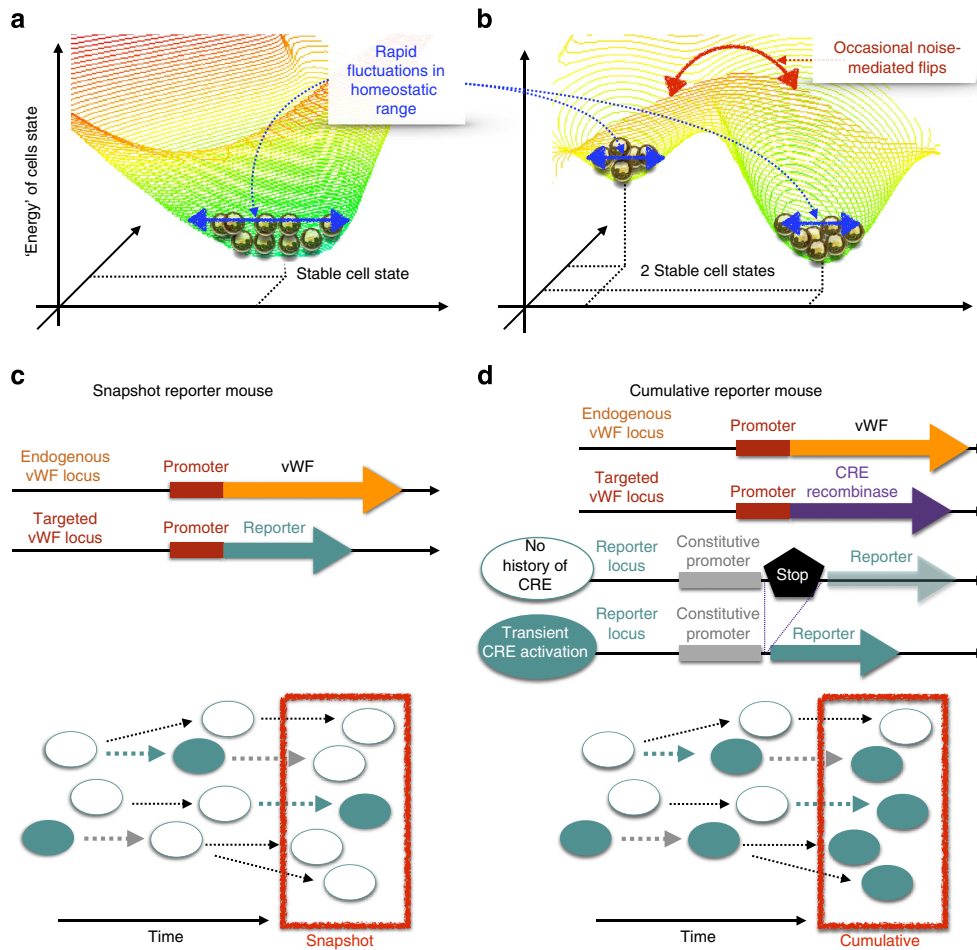 a
b
Rapid
fluctuations in
homeostatic
range
Occasional noise-
mediated flips
'Energy' of cells state
Stable cell state
2 Stable cell states
c
Snapshot reporter mouse
Endogenous
vWF locus
Promoter
vWF
Targeted
vWF locus
Promoter
Reporter
Time
Snapshot
d
Cumulative reporter mouse
Endogenous
vWF locus
Promoter
vWF
Targeted
vWF locus
Promoter
CRE
recombinase
No
history of
CRE
Reporter
locus
Constitutive
promoter
Stop
Reporter
Transient
CRE activation
Reporter
locus
Constitutive
promoter
Reporter
Time
Cumulative